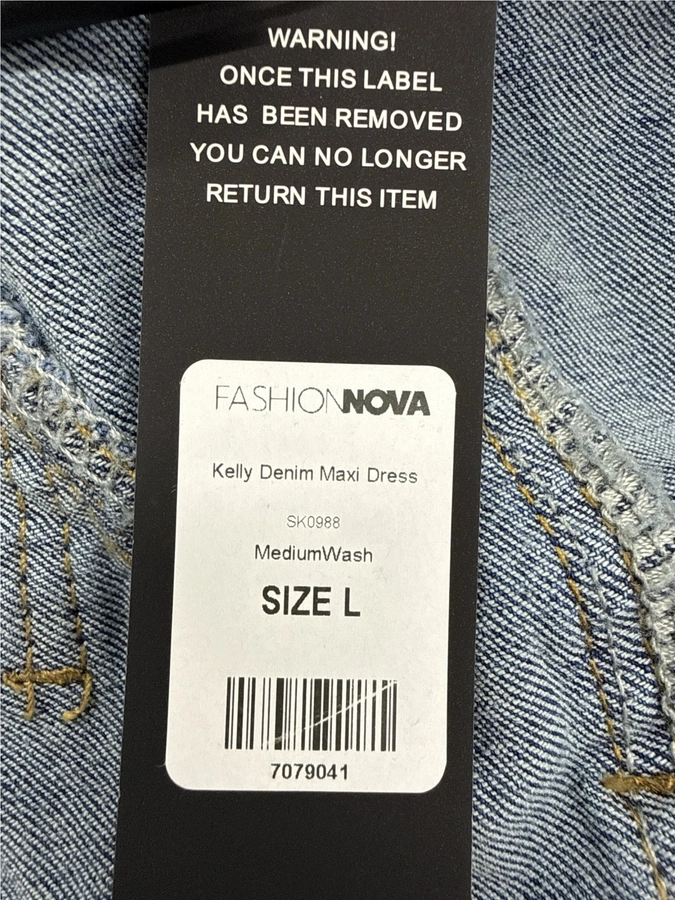 WARNING!
ONCE THIS LABEL
HAS BEEN REMOVED
YOU CAN NO LONGER
RETURN THIS ITEM
FASHIONNOVA
Kelly Denim Maxi Dress
SK0988
MediumWash
SIZE L
7079041